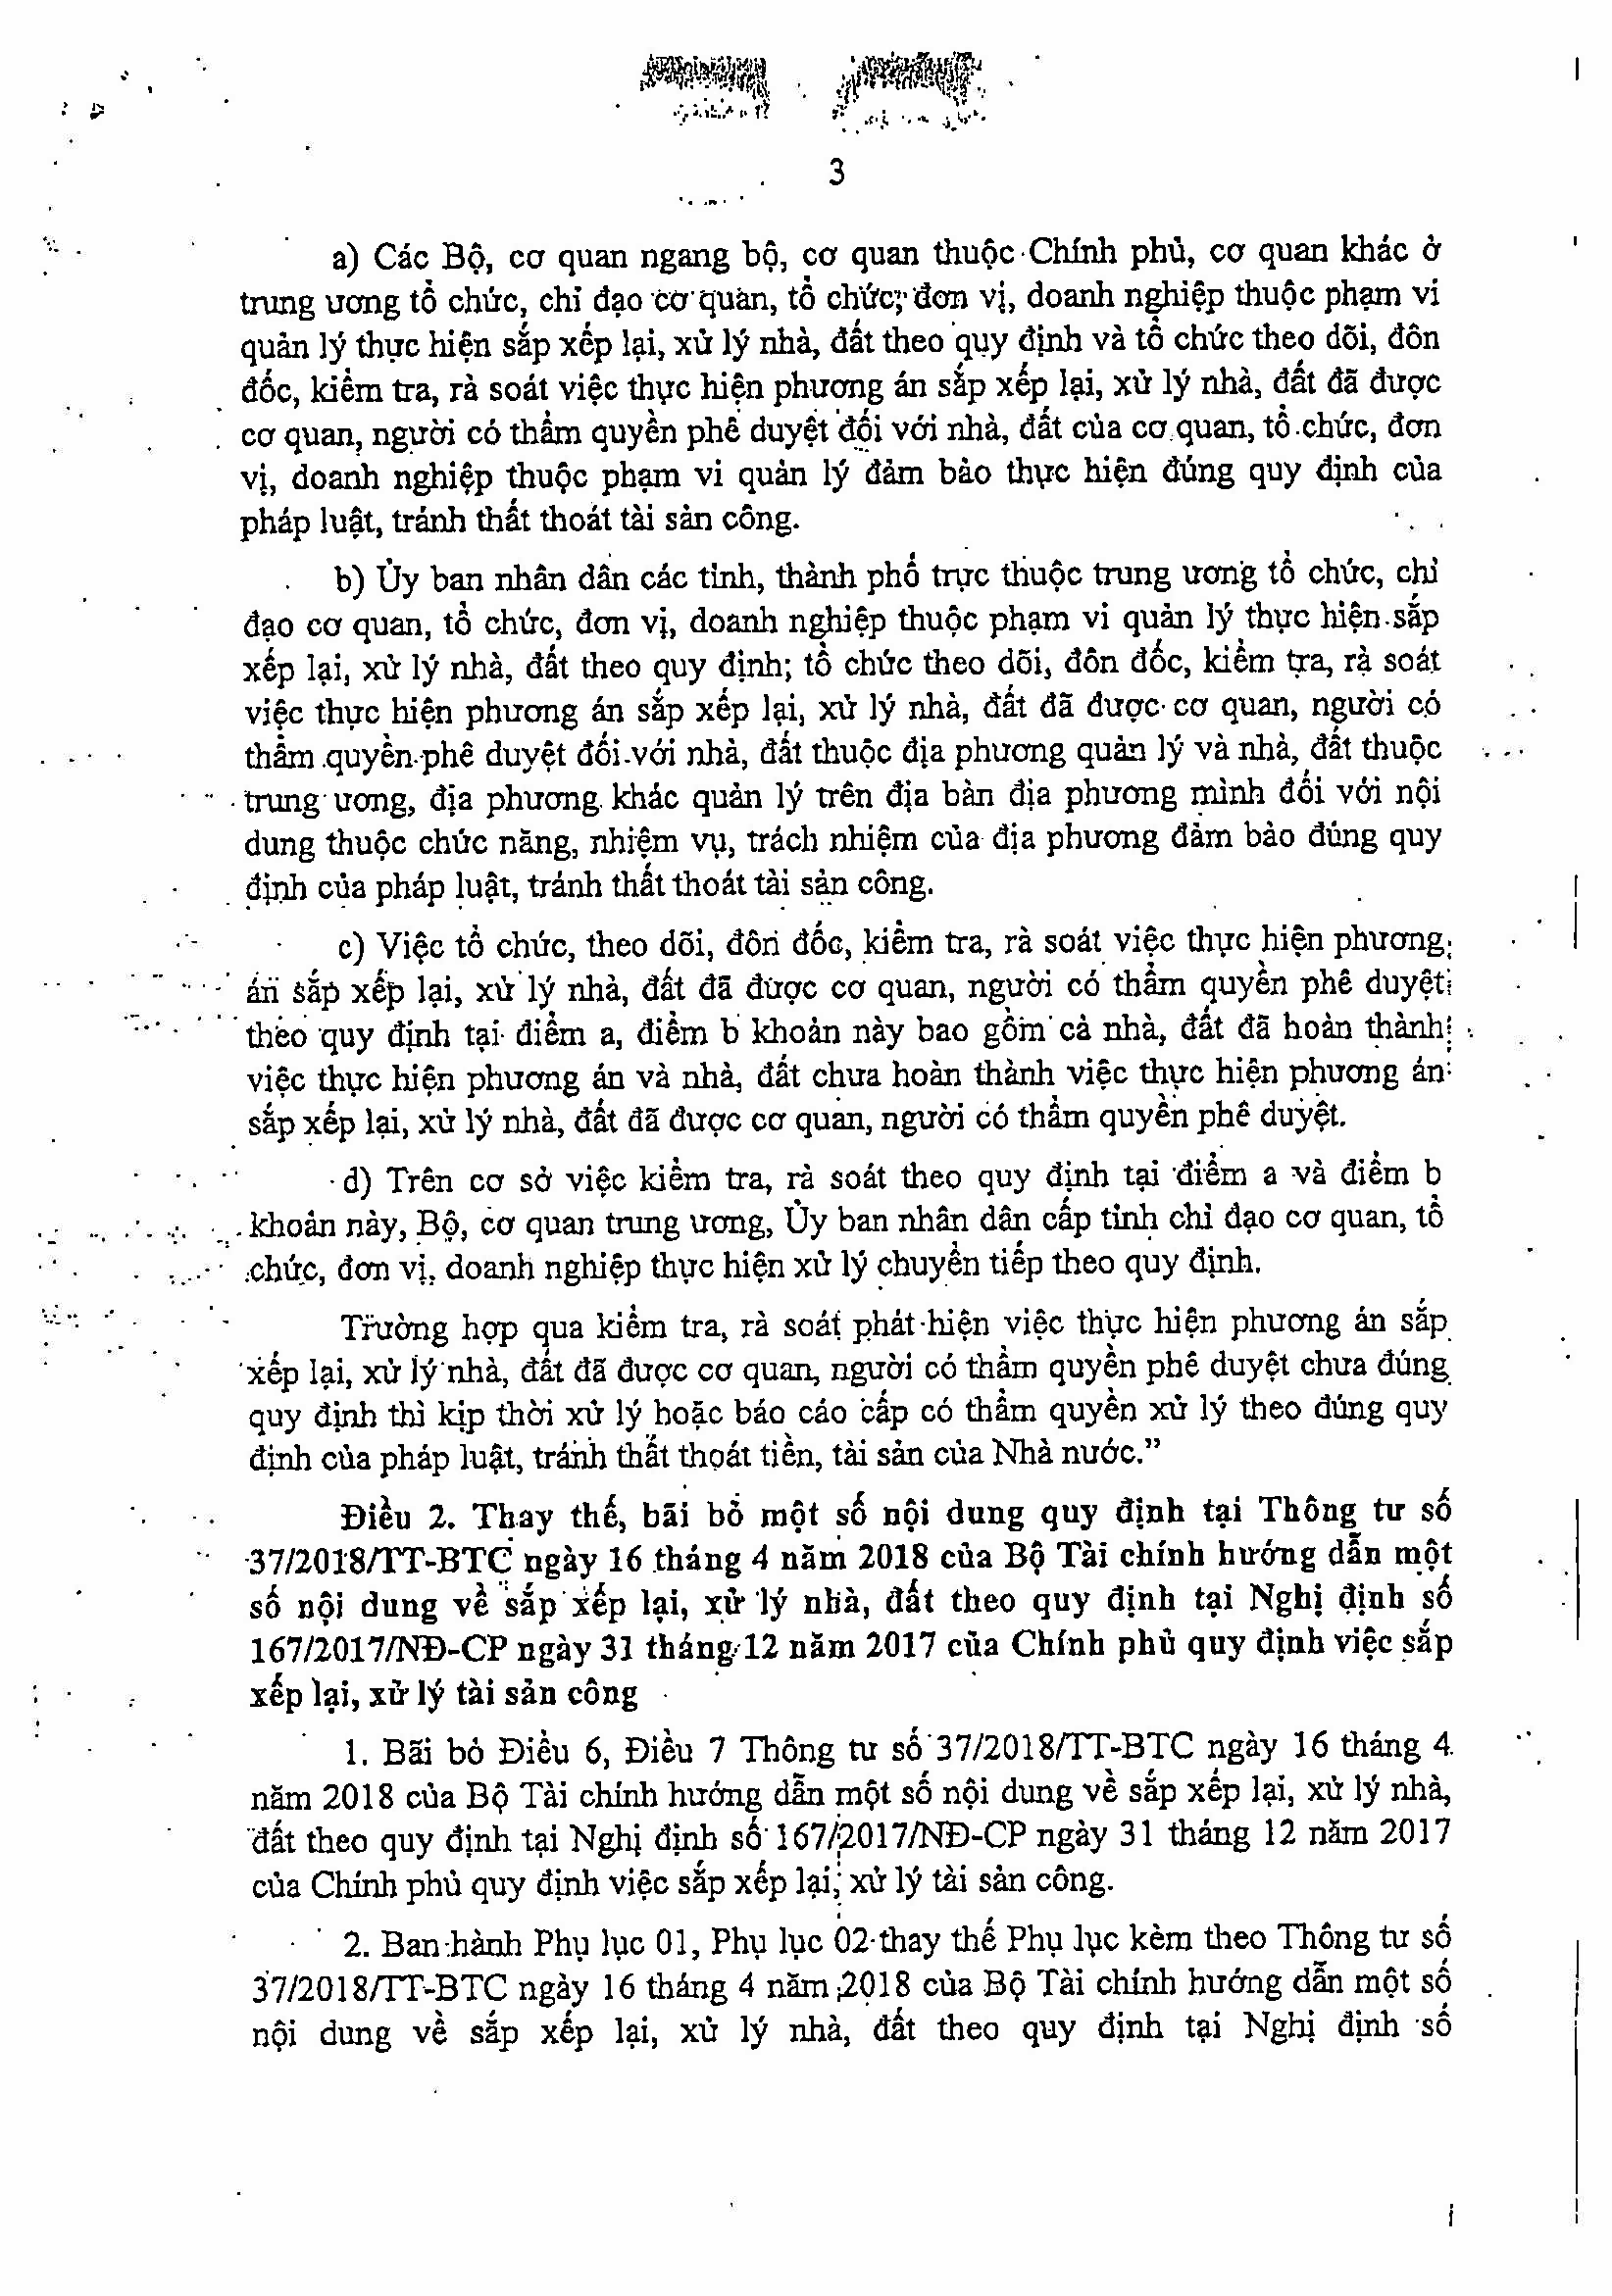 3
a) Các Bộ, cơ quan ngang bộ, cơ quan thuộc Chính phủ, cơ quan khác ở
trung ương tổ chức, chỉ đạo cơ quan, tổ chức, đơn vị, doanh nghiệp thuộc phạm vi
quản lý thực hiện sắp xếp lại, xử lý nhà, đất theo quy định và tổ chức theo dõi, đôn
đốc, kiểm tra, rà soát việc thực hiện phương án sắp xếp lại, xử lý nhà, đất đã được
cơ quan, người có thẩm quyền phê duyệt đối với nhà, đất của cơ quan, tổ chức, đơn
vị, doanh nghiệp thuộc phạm vi quản lý đảm bảo thực hiện đúng quy định của
pháp luật, tránh thất thoát tài sản công.
b) Ủy ban nhân dân các tỉnh, thành phố trực thuộc trung ương tổ chức, chỉ
đạo cơ quan, tổ chức, đơn vị, doanh nghiệp thuộc phạm vi quản lý thực hiện sắp
xếp lại, xử lý nhà, đất theo quy định; tổ chức theo dõi, đôn đốc, kiểm tra, rà soát
việc thực hiện phương án sắp xếp lại, xử lý nhà, đất đã được cơ quan, người có
thẩm quyền phê duyệt đối với nhà, đất thuộc địa phương quản lý và nhà, đất thuộc
trung ương, địa phương khác quản lý trên địa bàn địa phương mình đối với nội
dung thuộc chức năng, nhiệm vụ, trách nhiệm của địa phương đảm bảo đúng quy
định của pháp luật, tránh thất thoát tài sản công.
c) Việc tổ chức, theo dõi, đôn đốc, kiểm tra, rà soát việc thực hiện phương
án sắp xếp lại, xử lý nhà, đất đã được cơ quan, người có thẩm quyền phê duyệt
theo quy định tại điểm a, điểm b khoản này bao gồm cả nhà, đất đã hoàn thành
việc thực hiện phương án và nhà, đất chưa hoàn thành việc thực hiện phương án
sắp xếp lại, xử lý nhà, đất đã được cơ quan, người có thẩm quyền phê duyệt.
d) Trên cơ sở việc kiểm tra, rà soát theo quy định tại điểm a và điểm b
khoản này, Bộ, cơ quan trung ương, Ủy ban nhân dân cấp tỉnh chỉ đạo cơ quan, tổ
chức, đơn vị, doanh nghiệp thực hiện xử lý chuyển tiếp theo quy định.
Trường hợp qua kiểm tra, rà soát phát hiện việc thực hiện phương án sắp
xếp lại, xử lý nhà, đất đã được cơ quan, người có thẩm quyền phê duyệt chưa đúng
quy định thì kịp thời xử lý hoặc báo cáo cấp có thẩm quyền xử lý theo đúng quy
định của pháp luật, tránh thất thoát tiền, tài sản của Nhà nước.”
Điều 2. Thay thế, bãi bỏ một số nội dung quy định tại Thông tư số
37/2018/TT-BTC ngày 16 tháng 4 năm 2018 của Bộ Tài chính hướng dẫn một
số nội dung về sắp xếp lại, xử lý nhà, đất theo quy định tại Nghị định số
167/2017/NĐ-CP ngày 31 tháng 12 năm 2017 của Chính phủ quy định việc sắp
xếp lại, xử lý tài sản công
1. Bãi bỏ Điều 6, Điều 7 Thông tư số 37/2018/TT-BTC ngày 16 tháng 4
năm 2018 của Bộ Tài chính hướng dẫn một số nội dung về sắp xếp lại, xử lý nhà,
đất theo quy định tại Nghị định số 167/2017/NĐ-CP ngày 31 tháng 12 năm 2017
của Chính phủ quy định việc sắp xếp lại, xử lý tài sản công.
2. Ban hành Phụ lục 01, Phụ lục 02 thay thế Phụ lục kèm theo Thông tư số
37/2018/TT-BTC ngày 16 tháng 4 năm 2018 của Bộ Tài chính hướng dẫn một số
nội dung về sắp xếp lại, xử lý nhà, đất theo quy định tại Nghị định số